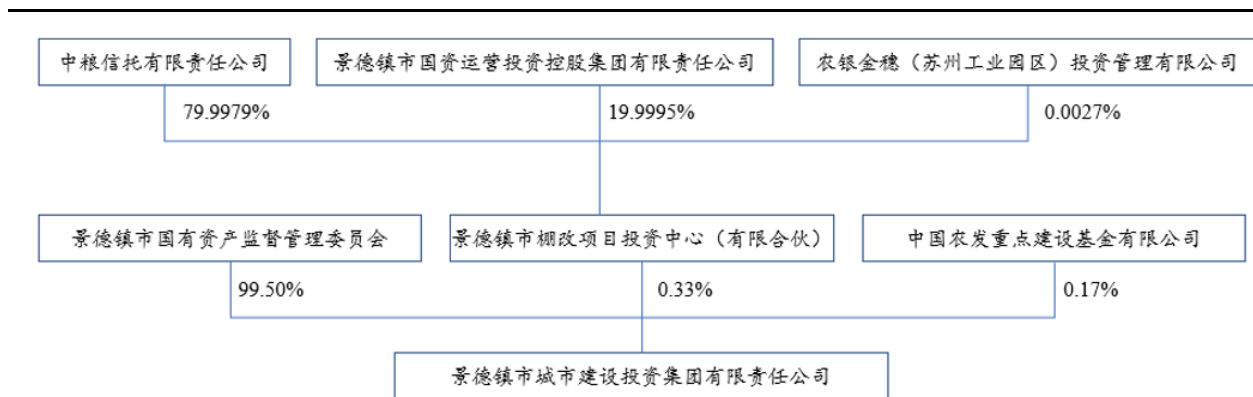 中粮信托有限责任公司
景德镇市国资运营投资控股集团有限责任公司
农银金穗（苏州工业园区）投资管理有限公司
79.9979%
19.9995%
0.0027%
景德镇市国有资产监督管理委员会
景德镇市棚改项目投资中心（有限合伙）
中国农发重点建设基金有限公司
99.50%
0.33%
0.17%
景德镇市城市建设投资集团有限责任公司